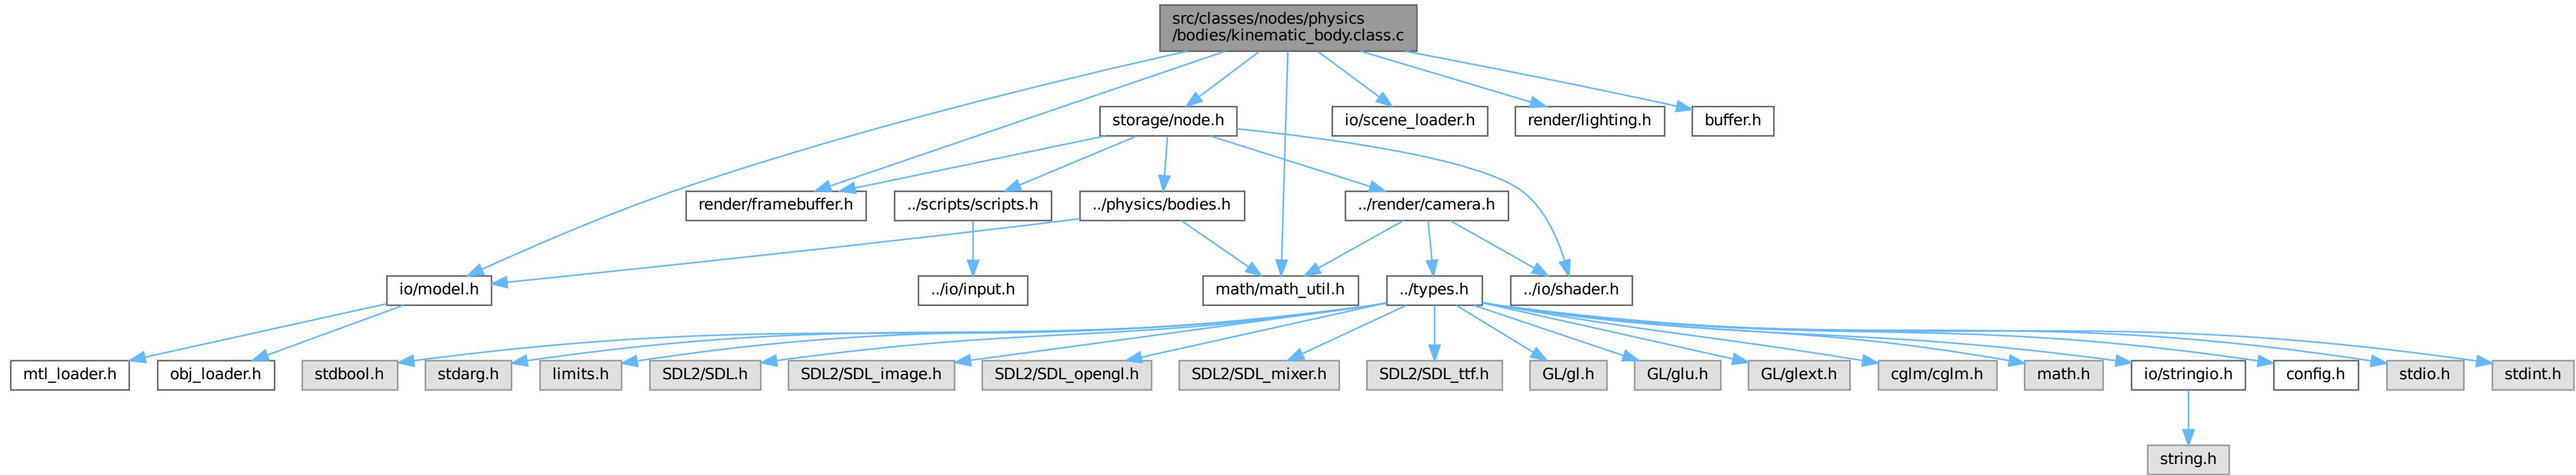 src/classes/nodes/physics
/bodies/kinematic_body.class.c
storage/node.h
io/scene_loader.h
render/lighting.h
buffer.h
render/framebuffer.h
../scripts/scripts.h
../physics/bodies.h
../render/camera.h
io/model.h
../io/input.h
math/math_util.h
../types.h
../io/shader.h
mtl_loader.h
obj_loader.h
stdbool.h
stdarg.h
limits.h
SDL2/SDL.h
SDL2/SDL_image.h
SDL2/SDL_opengl.h
SDL2/SDL_mixer.h
SDL2/SDL_ttf.h
GL/gl.h
GL/glu.h
GL/glext.h
cglm/cglm.h
math.h
io/stringio.h
config.h
stdio.h
stdint.h
string.h